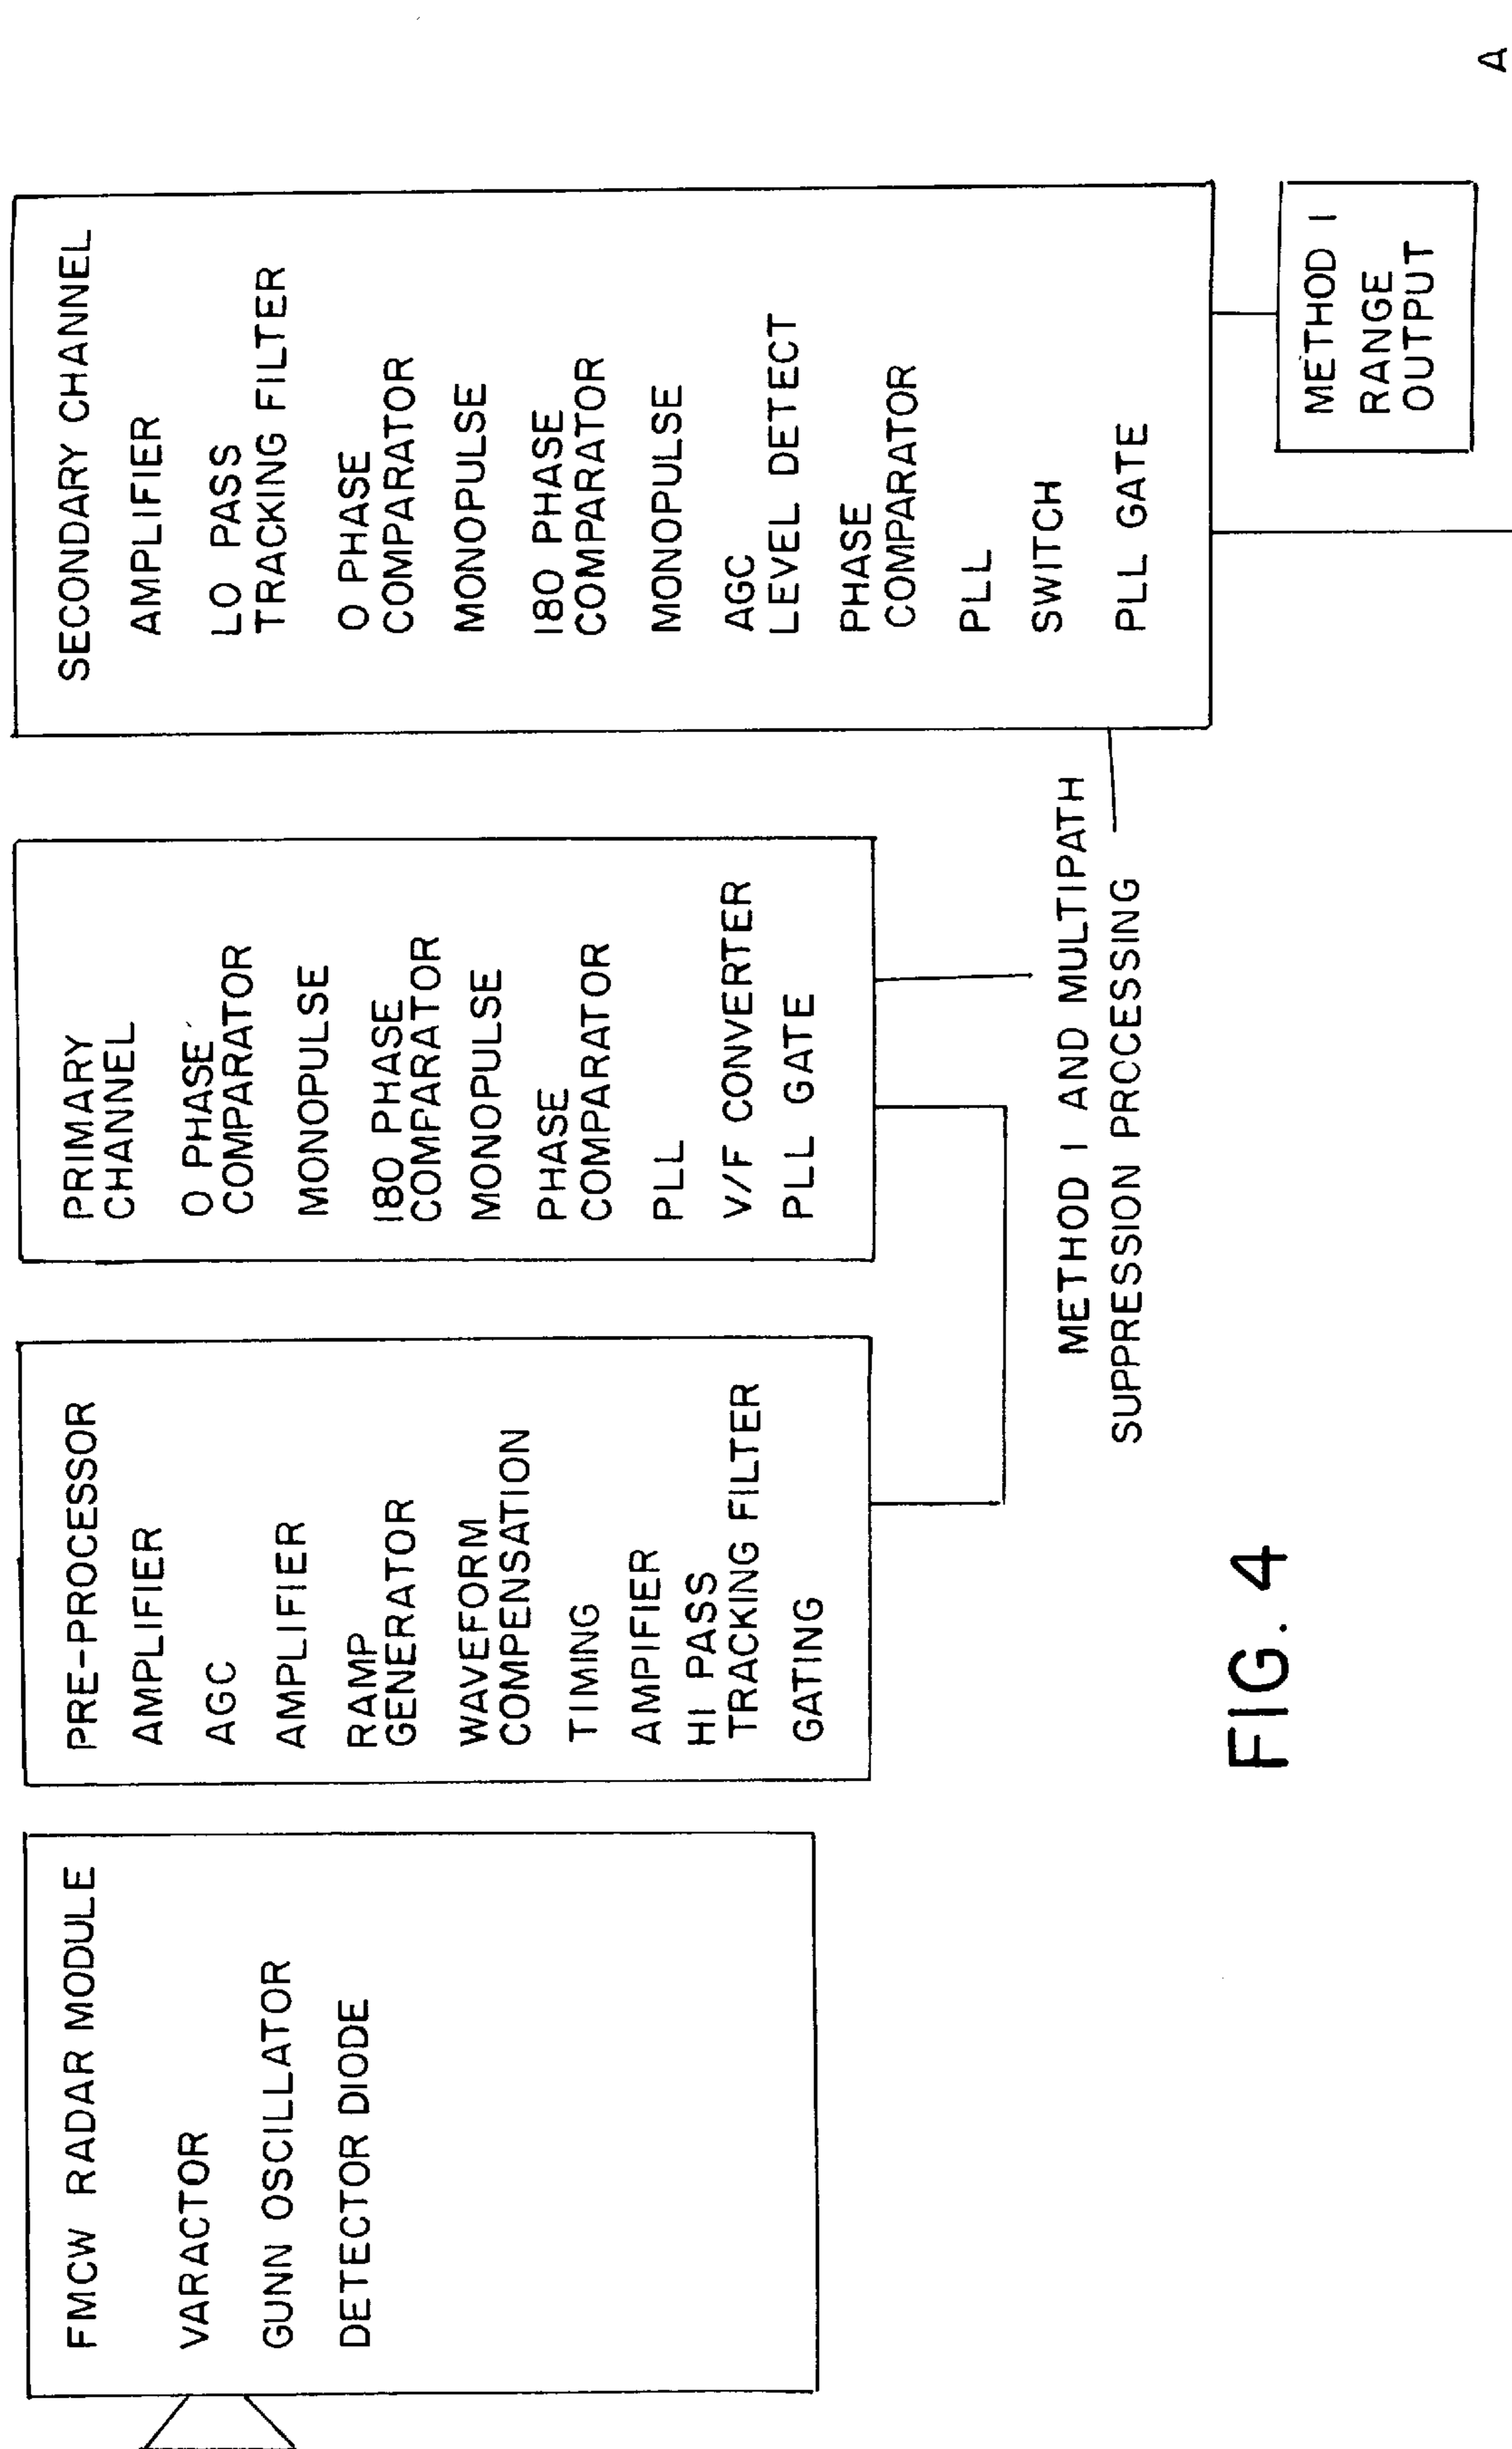 FMCW RADAR MODULE
VARACTOR
GUNN OSCILLATOR
DETECTOR DIODE
PRE-PROCESSOR
AMPLIFIER
AGC
AMPLIFIER
RAMP
GENERATOR
WAVEFORM
COMPENSATION
TIMING
AMPIFIER
HI PASS
TRACKING FILTER
GATING
PRIMARY
CHANNEL
0 PHASE
COMPARATOR
MONOPULSE
180 PHASE
COMPARATOR
MONOPULSE
PHASE
COMPARATOR
PLL
V/F CONVERTER
PLL GATE
SECONDARY CHANNEL
AMPLIFIER
LO PASS
TRACKING FILTER
0 PHASE
COMPARATOR
MONOPULSE
180 PHASE
COMPARATOR
MONOPULSE
AGC
LEVEL DETECT
PHASE
COMPARATOR
PLL
SWITCH
PLL GATE
METHOD I AND MULTIPATH
SUPPRESSION PROCESSING
METHOD I
RANGE
OUTPUT
FIG. 4
A